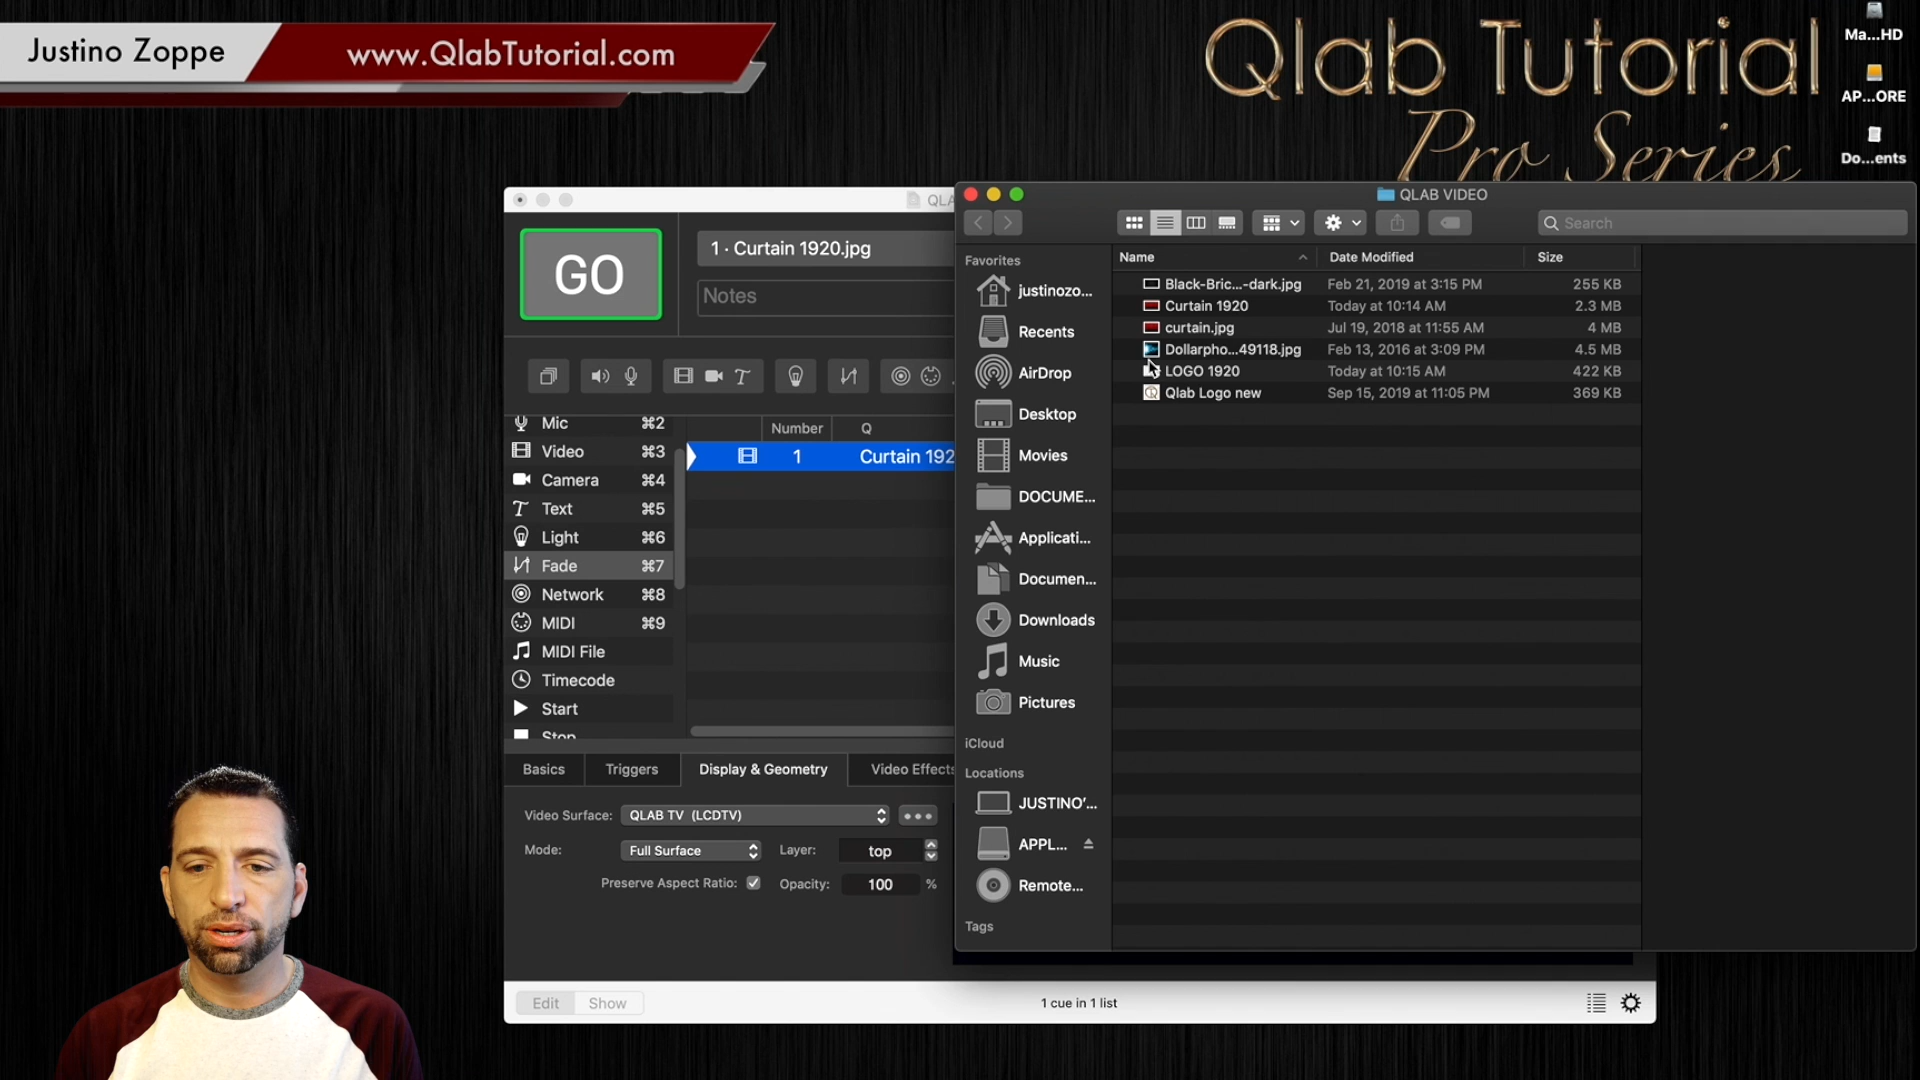 Justino Zoppe
www.QlabTutorial.com
Qlab Tutorial
Pro Series
Ma...HD
AP...ORE
Do...ents
QLA
GO
1 · Curtain 1920.jpg
Notes
Mic ⌘2
Video ⌘3
Camera ⌘4
Text ⌘5
Light ⌘6
Fade ⌘7
Network ⌘8
MIDI ⌘9
MIDI File
Timecode
Start
Stop
Number Q
1 Curtain 192
Basics Triggers Display & Geometry Video Effects
Video Surface: QLAB TV (LCDTV)
Mode: Full Surface Layer: top
Preserve Aspect Ratio: Opacity: 100 %
Edit Show
1 cue in 1 list
QLAB VIDEO
Search
Favorites
justinozo...
Recents
AirDrop
Desktop
Movies
DOCUME...
Applicati...
Documen...
Downloads
Music
Pictures
iCloud
Locations
JUSTINO'...
APPL...
Remote...
Tags
Name Date Modified Size
Black-Bric...-dark.jpg Feb 21, 2019 at 3:15 PM 255 KB
Curtain 1920 Today at 10:14 AM 2.3 MB
curtain.jpg Jul 19, 2018 at 11:55 AM 4 MB
Dollarpho...49118.jpg Feb 13, 2016 at 3:09 PM 4.5 MB
LOGO 1920 Today at 10:15 AM 422 KB
Qlab Logo new Sep 15, 2019 at 11:05 PM 369 KB